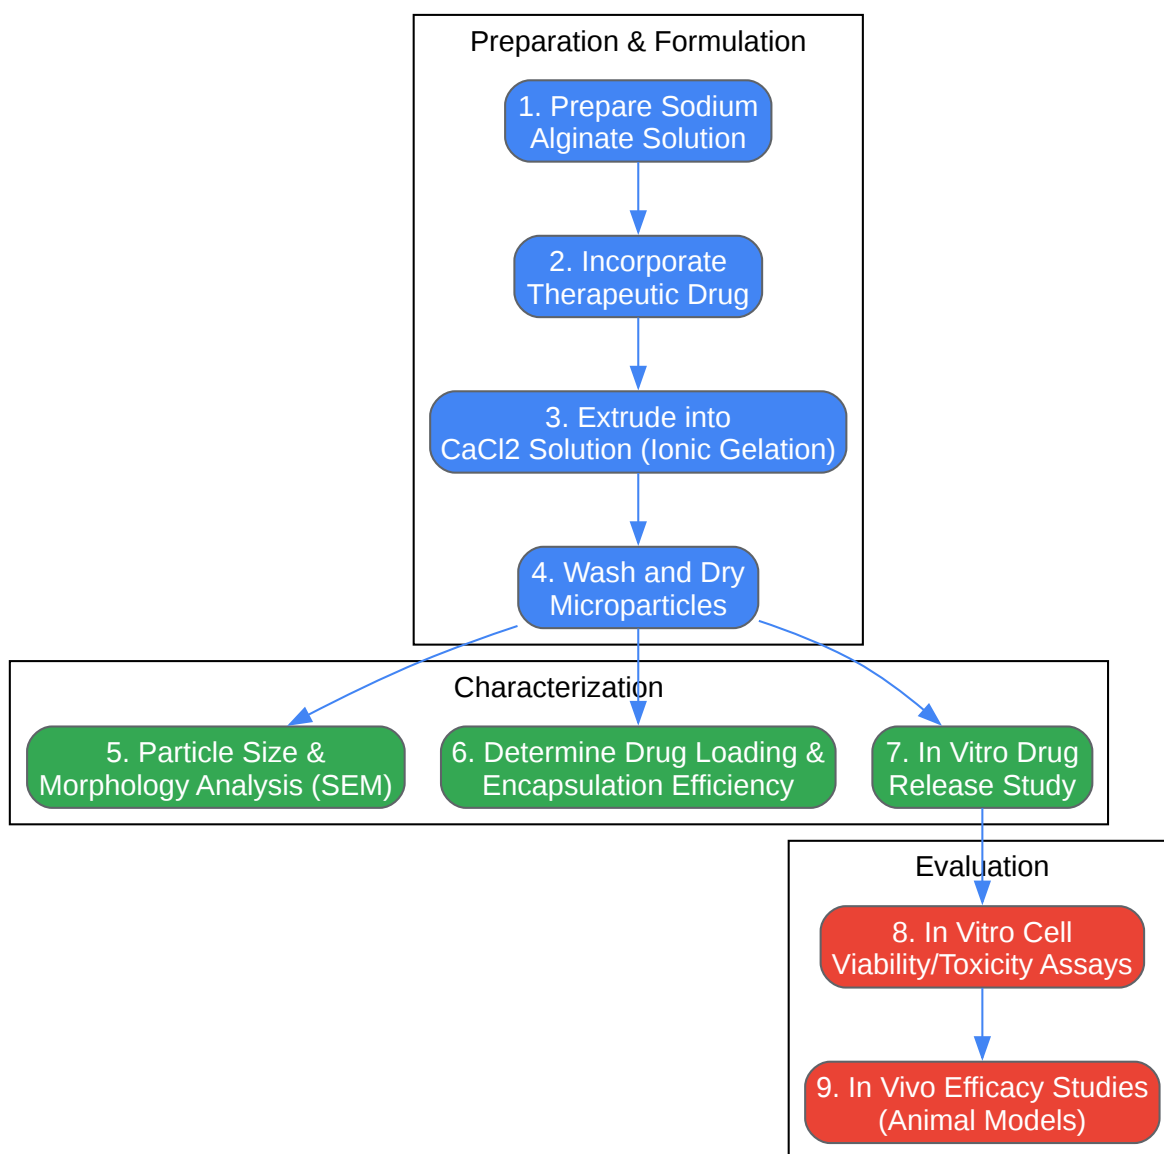 Preparation & Formulation
1. Prepare Sodium
Alginate Solution
2. Incorporate
Therapeutic Drug
3. Extrude into
CaCl2 Solution (Ionic Gelation)
4. Wash and Dry
Microparticles
Characterization
5. Particle Size &
Morphology Analysis (SEM)
6. Determine Drug Loading &
Encapsulation Efficiency
7. In Vitro Drug
Release Study
Evaluation
8. In Vitro Cell
Viability/Toxicity Assays
9. In Vivo Efficacy Studies
(Animal Models)